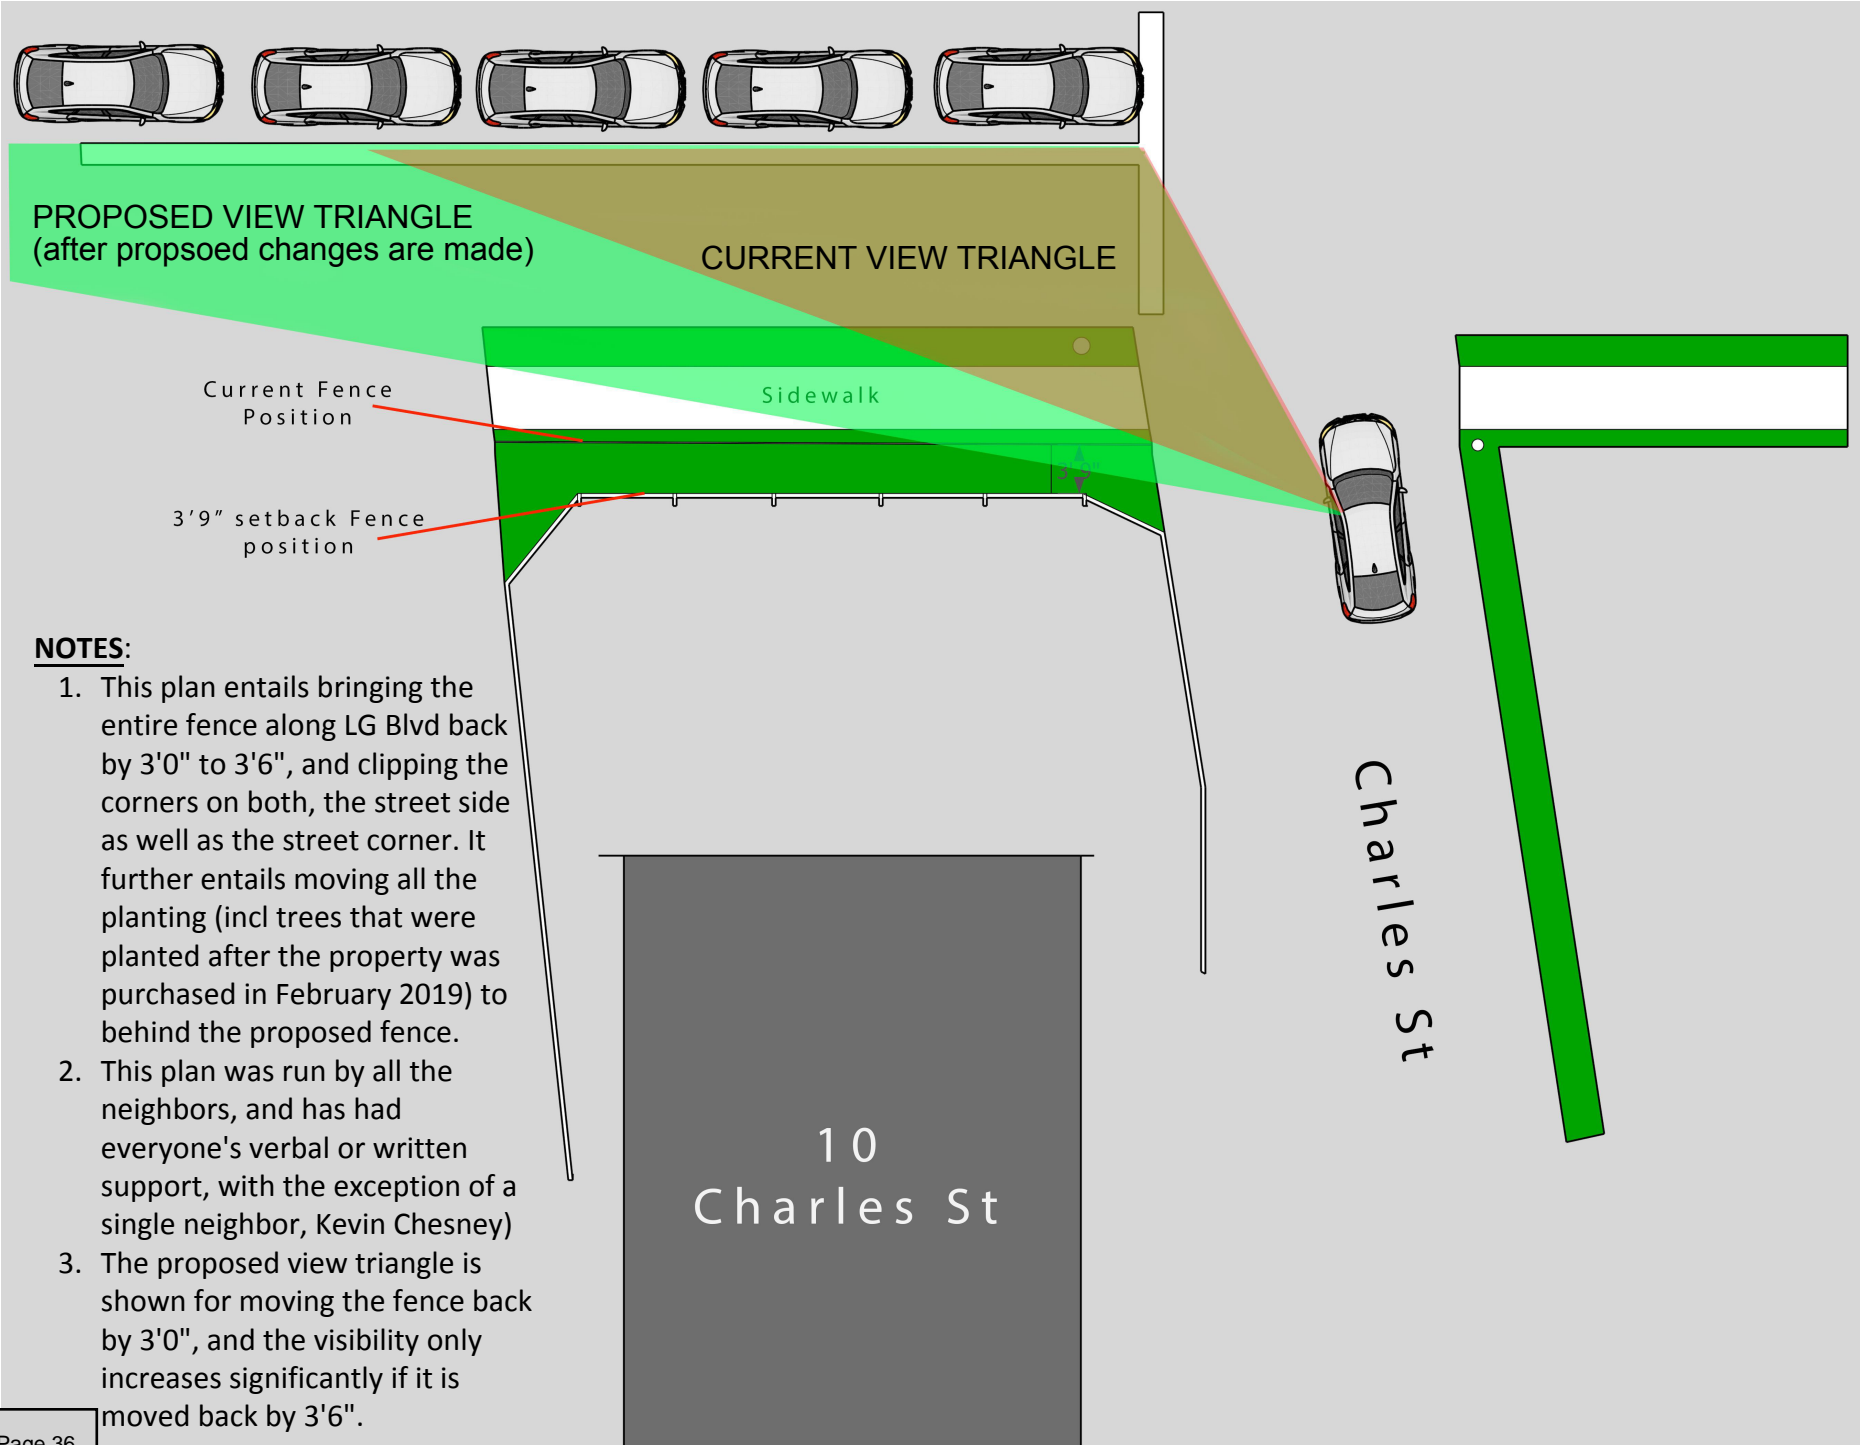 PROPOSED VIEW TRIANGLE
(after propsoed changes are made)
CURRENT VIEW TRIANGLE
Current Fence
Position
Sidewalk
3'9"
3'9" setback Fence
position
NOTES:
1. This plan entails bringing the
entire fence along LG Blvd back
by 3'0" to 3'6", and clipping the
corners on both, the street side
as well as the street corner. It
further entails moving all the
planting (incl trees that were
planted after the property was
purchased in February 2019) to
behind the proposed fence.
2. This plan was run by all the
neighbors, and has had
everyone's verbal or written
support, with the exception of a
single neighbor, Kevin Chesney)
3. The proposed view triangle is
shown for moving the fence back
by 3'0", and the visibility only
increases significantly if it is
moved back by 3'6".
Charles St
10
Charles St
Page 36